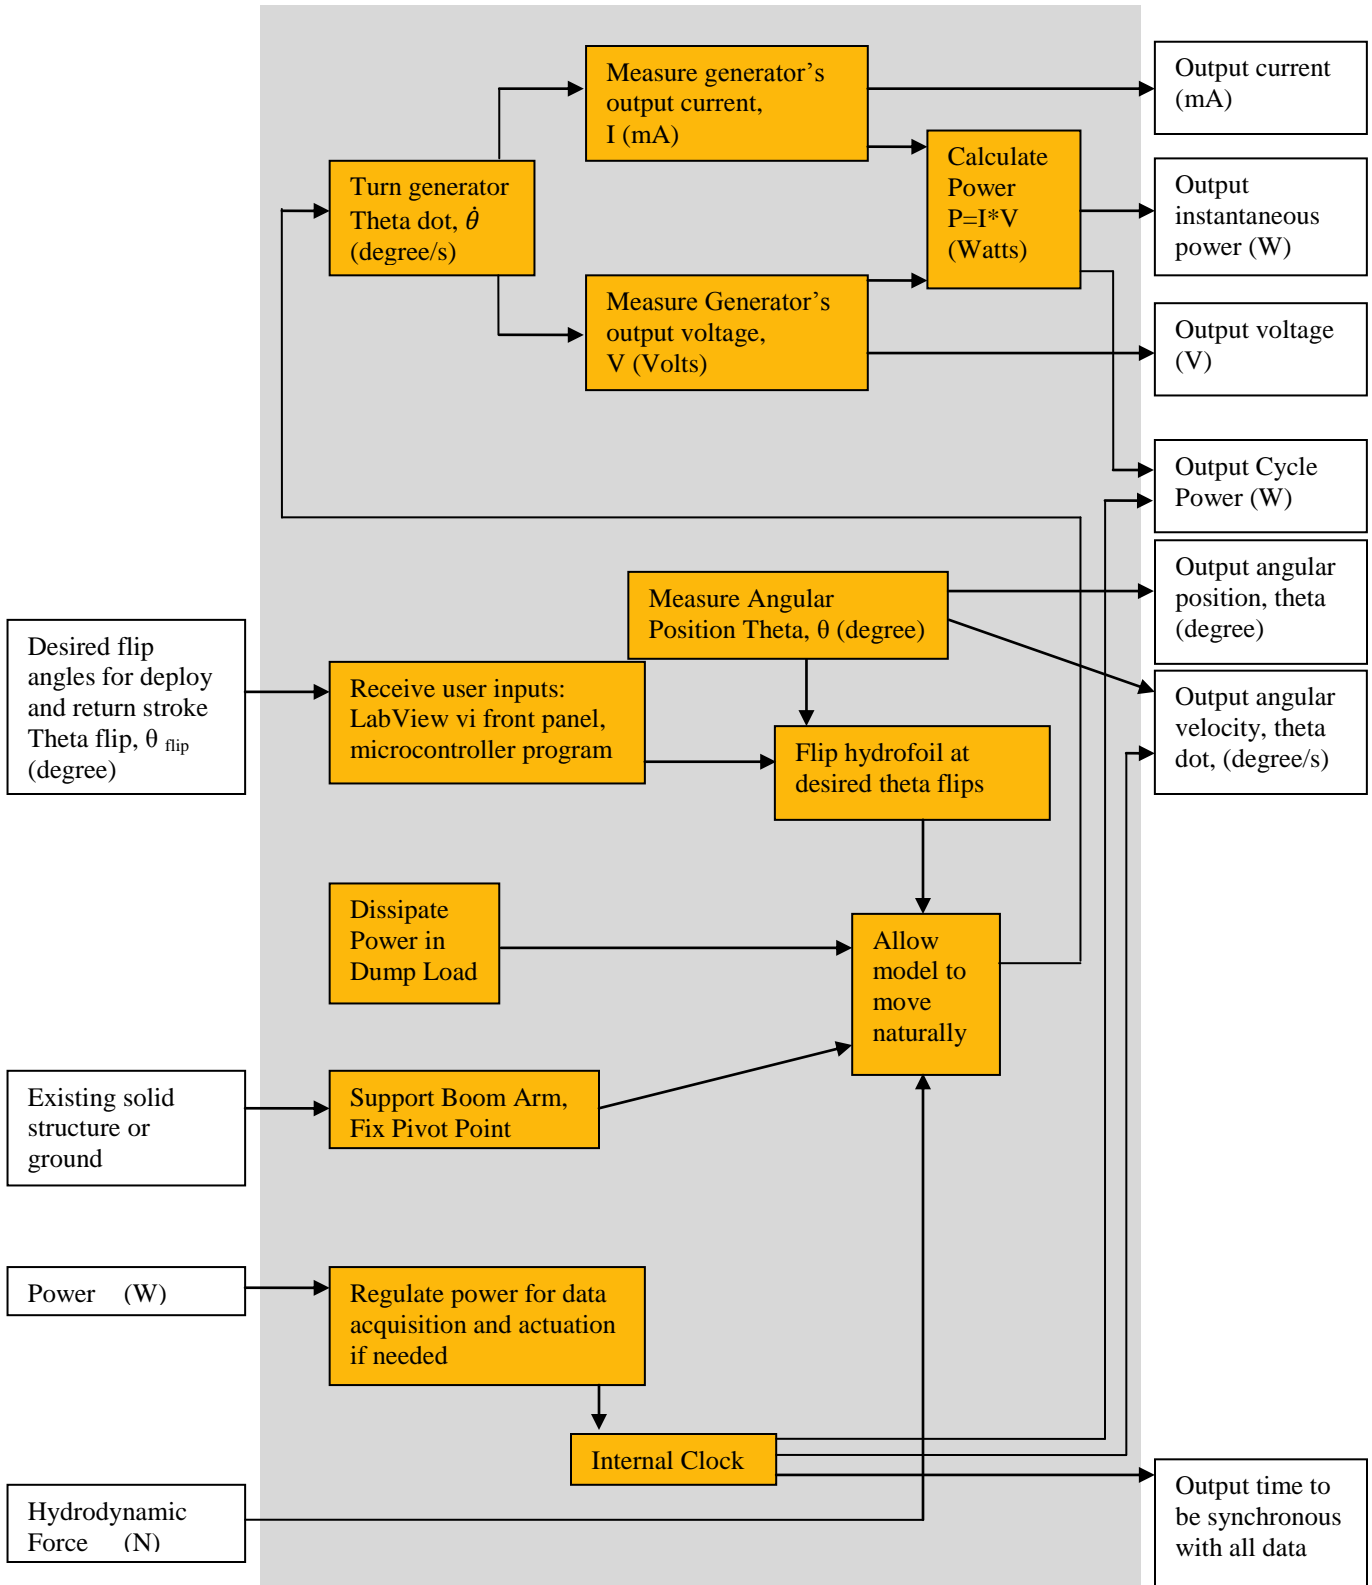 Measure generator’s
output current,
I (mA)
Output current
(mA)
Turn generator
Theta dot, θ̇
(degree/s)
Calculate
Power
P=I*V
(Watts)
Output
instantaneous
power (W)
Measure Generator’s
output voltage,
V (Volts)
Output voltage
(V)
Output Cycle
Power (W)
Measure Angular
Position Theta, θ (degree)
Output angular
position, theta
(degree)
Desired flip
angles for deploy
and return stroke
Theta flip, θ flip
(degree)
Receive user inputs:
LabView vi front panel,
microcontroller program
Flip hydrofoil at
desired theta flips
Output angular
velocity, theta
dot, (degree/s)
Dissipate
Power in
Dump Load
Allow
model to
move
naturally
Existing solid
structure or
ground
Support Boom Arm,
Fix Pivot Point
Power (W)
Regulate power for data
acquisition and actuation
if needed
Internal Clock
Hydrodynamic
Force (N)
Output time to
be synchronous
with all data